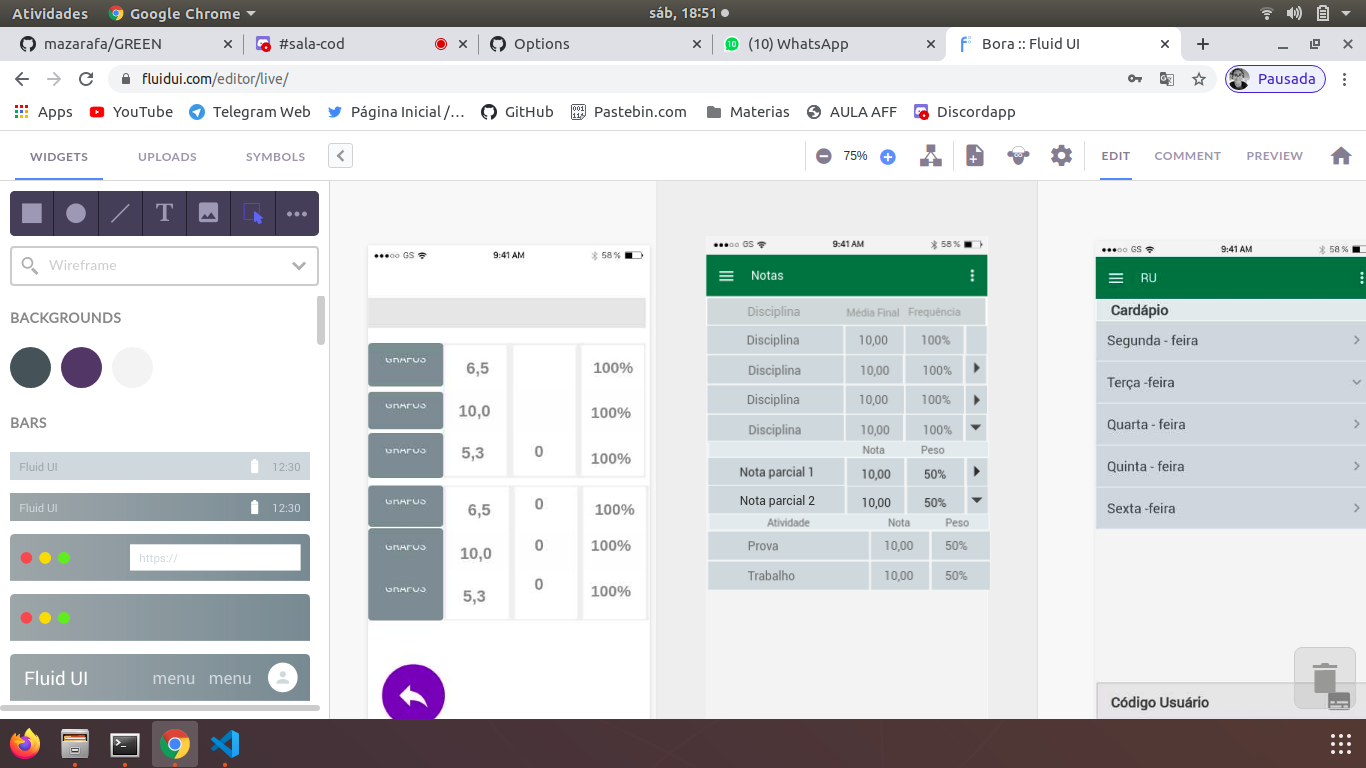 Atividades Google Chrome sáb, 18:51
mazarafa/GREEN #sala-cod Options (10) WhatsApp Bora :: Fluid UI
fluidui.com/editor/live/ Pausada
Apps YouTube Telegram Web Página Inicial /… GitHub Pastebin.com Materias AULA AFF Discordapp
WIDGETS UPLOADS SYMBOLS 75% EDIT COMMENT PREVIEW
T
Wireframe
BACKGROUNDS
BARS
Fluid UI 12:30
Fluid UI 12:30
https://
Fluid UI menu menu
GS 9:41 AM 58 %
GRAFOS 6,5 100%
GRAFOS 10,0 100%
GRAFOS 5,3 0 100%
GRAFOS 6,5 0 100%
GRAFOS 10,0 0 100%
GRAFOS 5,3 0 100%
GS 9:41 AM 58 %
Notas
Disciplina Média Final Frequência
Disciplina 10,00 100%
Disciplina 10,00 100%
Disciplina 10,00 100%
Disciplina 10,00 100%
Nota Peso
Nota parcial 1 10,00 50%
Nota parcial 2 10,00 50%
Atividade Nota Peso
Prova 10,00 50%
Trabalho 10,00 50%
GS 9:41 AM 58 %
RU
Cardápio
Segunda - feira
Terça -feira
Quarta - feira
Quinta - feira
Sexta -feira
Código Usuário